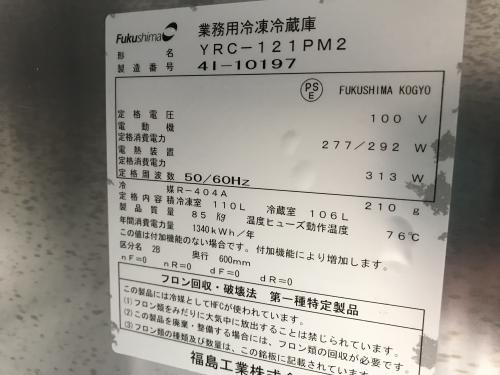 Fukushima 業務用冷凍冷蔵庫
形名 YRC-121PM2
製造番号 41-10197
PSE FUKUSHIMA KOGYO
定格電圧 100 V
電動機
定格消費電力 277/292 W
電熱装置
定格消費電力 313 W
定格周波数 50/60Hz
冷媒 R-404A 210 g
定格内容積 冷凍室 110L 冷蔵室 106L
製品質量 85 Kg 温度ヒューズ動作温度 76℃
年間消費電力量 1340kWh/年
この値は付加機能のない場合です。付加機能により増加します。
区分名 2B 奥行 600mm
nF=0 nR=0 dF=0 dR=0
フロン回収・破壊法 第一種特定製品
この製品には冷媒としてHFCが使われています。
(1)フロン類をみだりに大気中に放出することは禁じられています。
(2)この製品を廃棄・整備する場合には、フロン類の回収が必要です。
(3)フロン類の種類及び数量は、この銘板に記載されています。
福島工業株式会